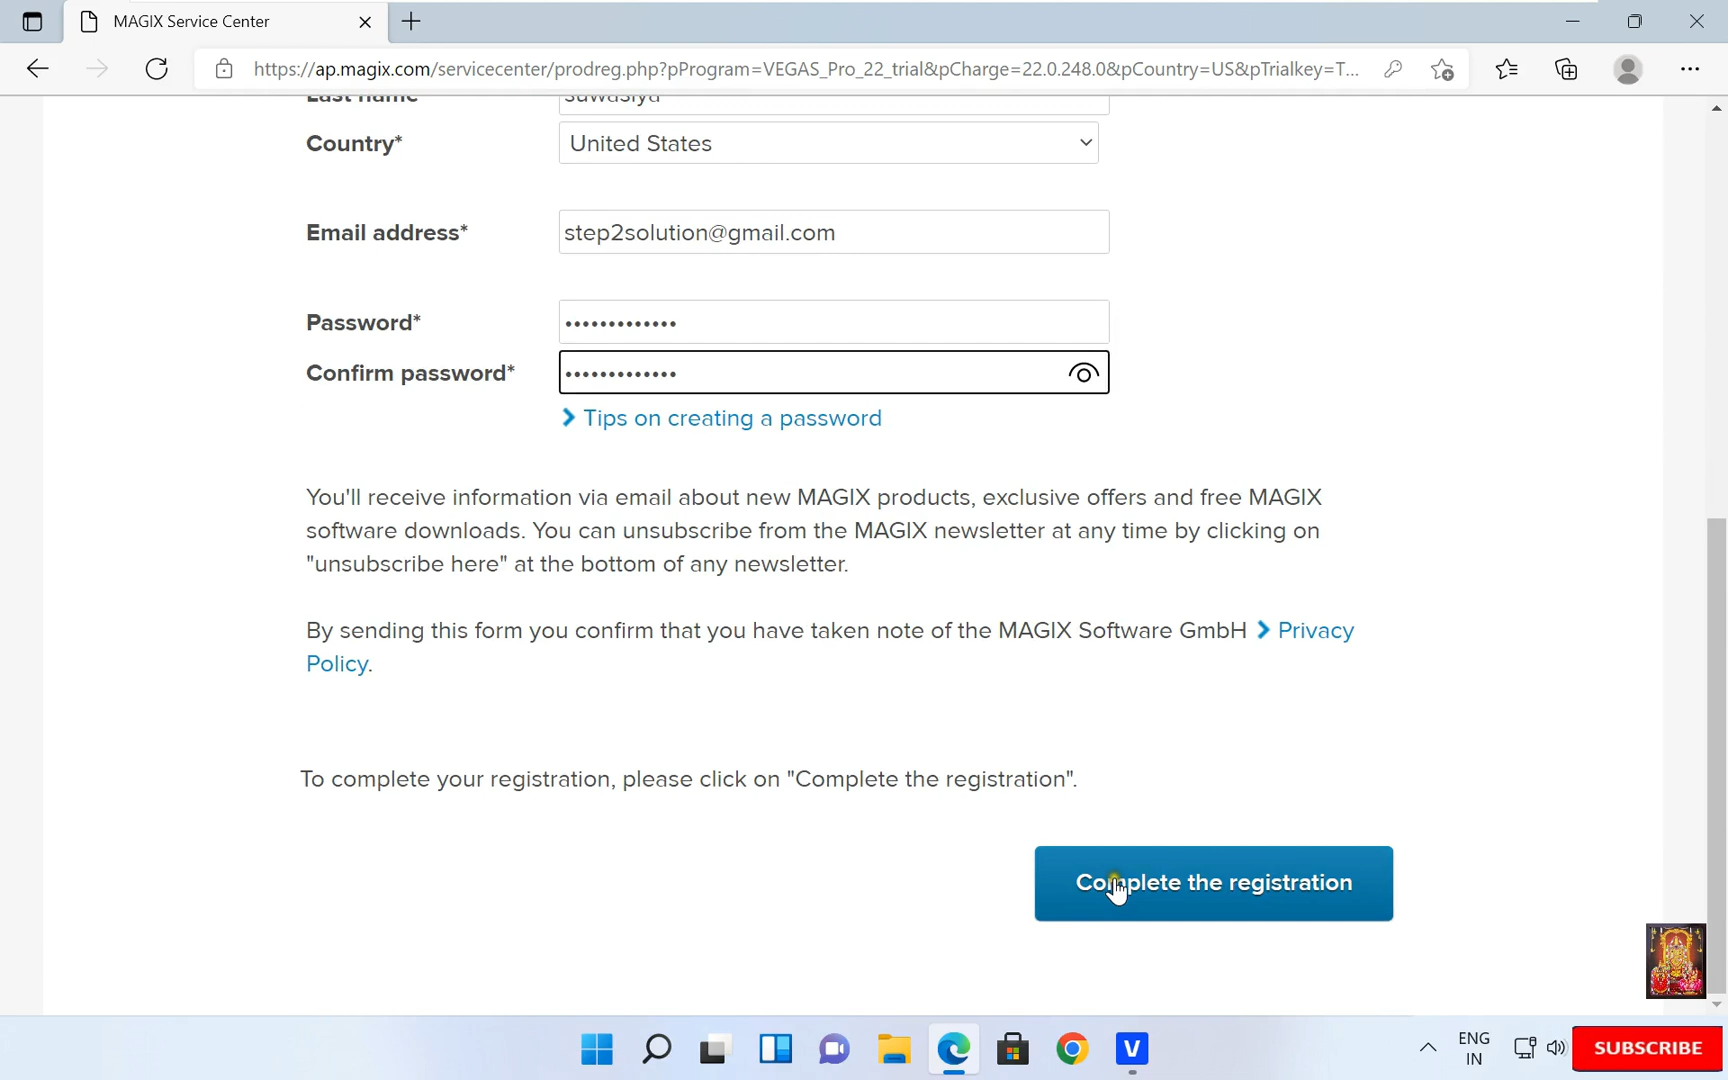 MAGIX Service Center
https://ap.magix.com/servicecenter/prodreg.php?pProgram=VEGAS_Pro_22_trial&pCharge=22.0.248.0&pCountry=US&pTrialkey=T...
Last name
suwasiya
Country*
United States
Email address*
step2solution@gmail.com
Password*
•••••••••••••
Confirm password*
•••••••••••••
Tips on creating a password
You'll receive information via email about new MAGIX products, exclusive offers and free MAGIX
software downloads. You can unsubscribe from the MAGIX newsletter at any time by clicking on
"unsubscribe here" at the bottom of any newsletter.
By sending this form you confirm that you have taken note of the MAGIX Software GmbH Privacy
Policy.
To complete your registration, please click on "Complete the registration".
Complete the registration
V
ENG
IN
SUBSCRIBE